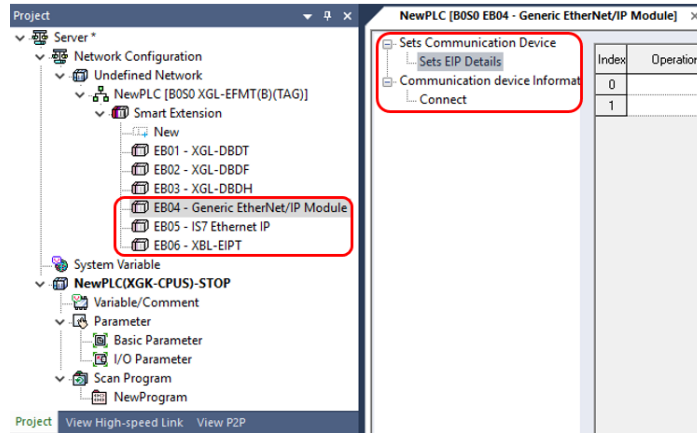 Project
Server *
Network Configuration
Undefined Network
NewPLC [B0S0 XGL-EFMT(B)(TAG)]
Smart Extension
New
EB01 - XGL-DBDT
EB02 - XGL-DBDF
EB03 - XGL-DBDH
EB04 - Generic EtherNet/IP Module
EB05 - IS7 Ethernet IP
EB06 - XBL-EIPT
System Variable
NewPLC(XGK-CPUS)-STOP
Variable/Comment
Parameter
Basic Parameter
I/O Parameter
Scan Program
NewProgram
Project View High-speed Link View P2P
NewPLC [B0S0 EB04 - Generic EtherNet/IP Module]
Sets Communication Device
Sets EIP Details
Communication device Informat
Connect
Index Operation
0
1